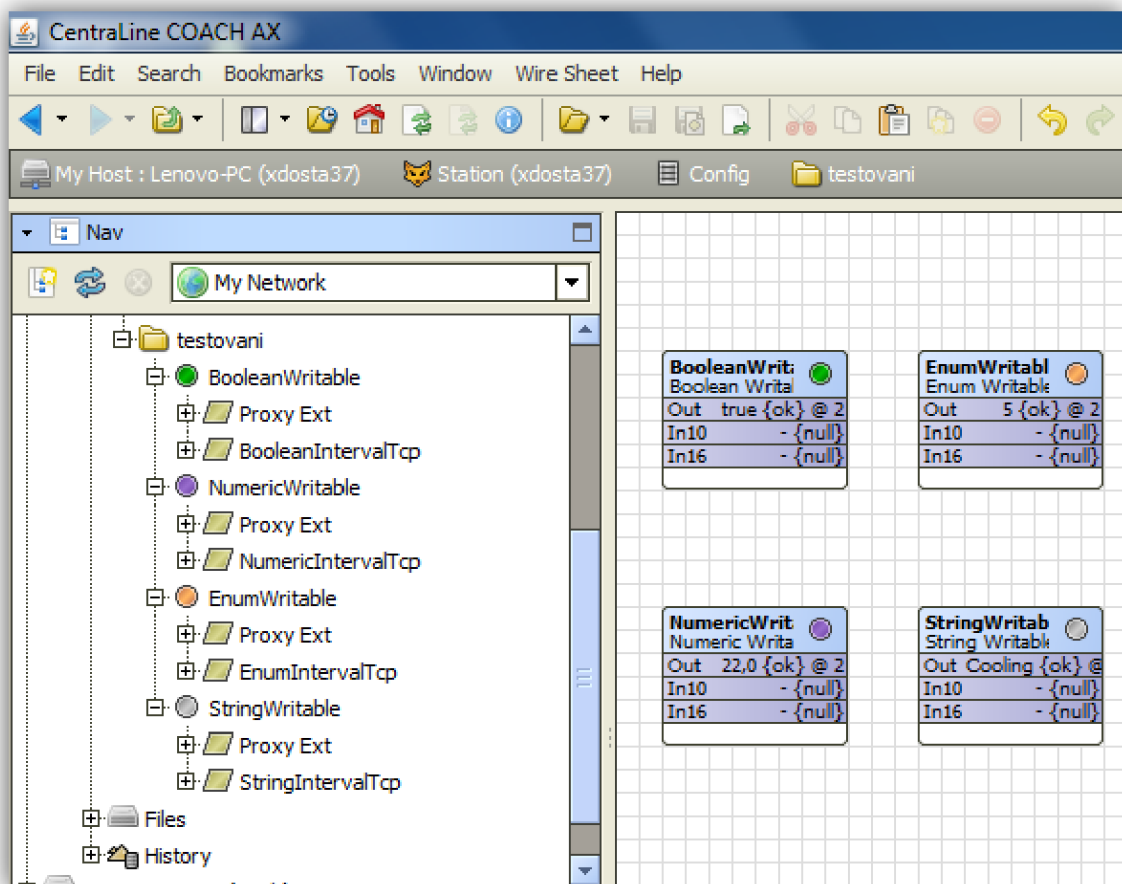 CentraLine COACH AX
File Edit Search Bookmarks Tools Window Wire Sheet Help
My Host : Lenovo-PC (xdosta37) Station (xdosta37) Config testovani
Nav
My Network
testovani
BooleanWritable
Proxy Ext
BooleanIntervalTcp
NumericWritable
Proxy Ext
NumericIntervalTcp
EnumWritable
Proxy Ext
EnumIntervalTcp
StringWritable
Proxy Ext
StringIntervalTcp
Files
History
BooleanWrit
Boolean Writal
Out true {ok} @ 2
In10 - {null}
In16 - {null}
EnumWritabl
Enum Writable
Out 5 {ok} @ 2
In10 - {null}
In16 - {null}
NumericWrit
Numeric Writa
Out 22,0 {ok} @ 2
In10 - {null}
In16 - {null}
StringWritab
String Writabl
Out Cooling {ok} @
In10 - {null}
In16 - {null}